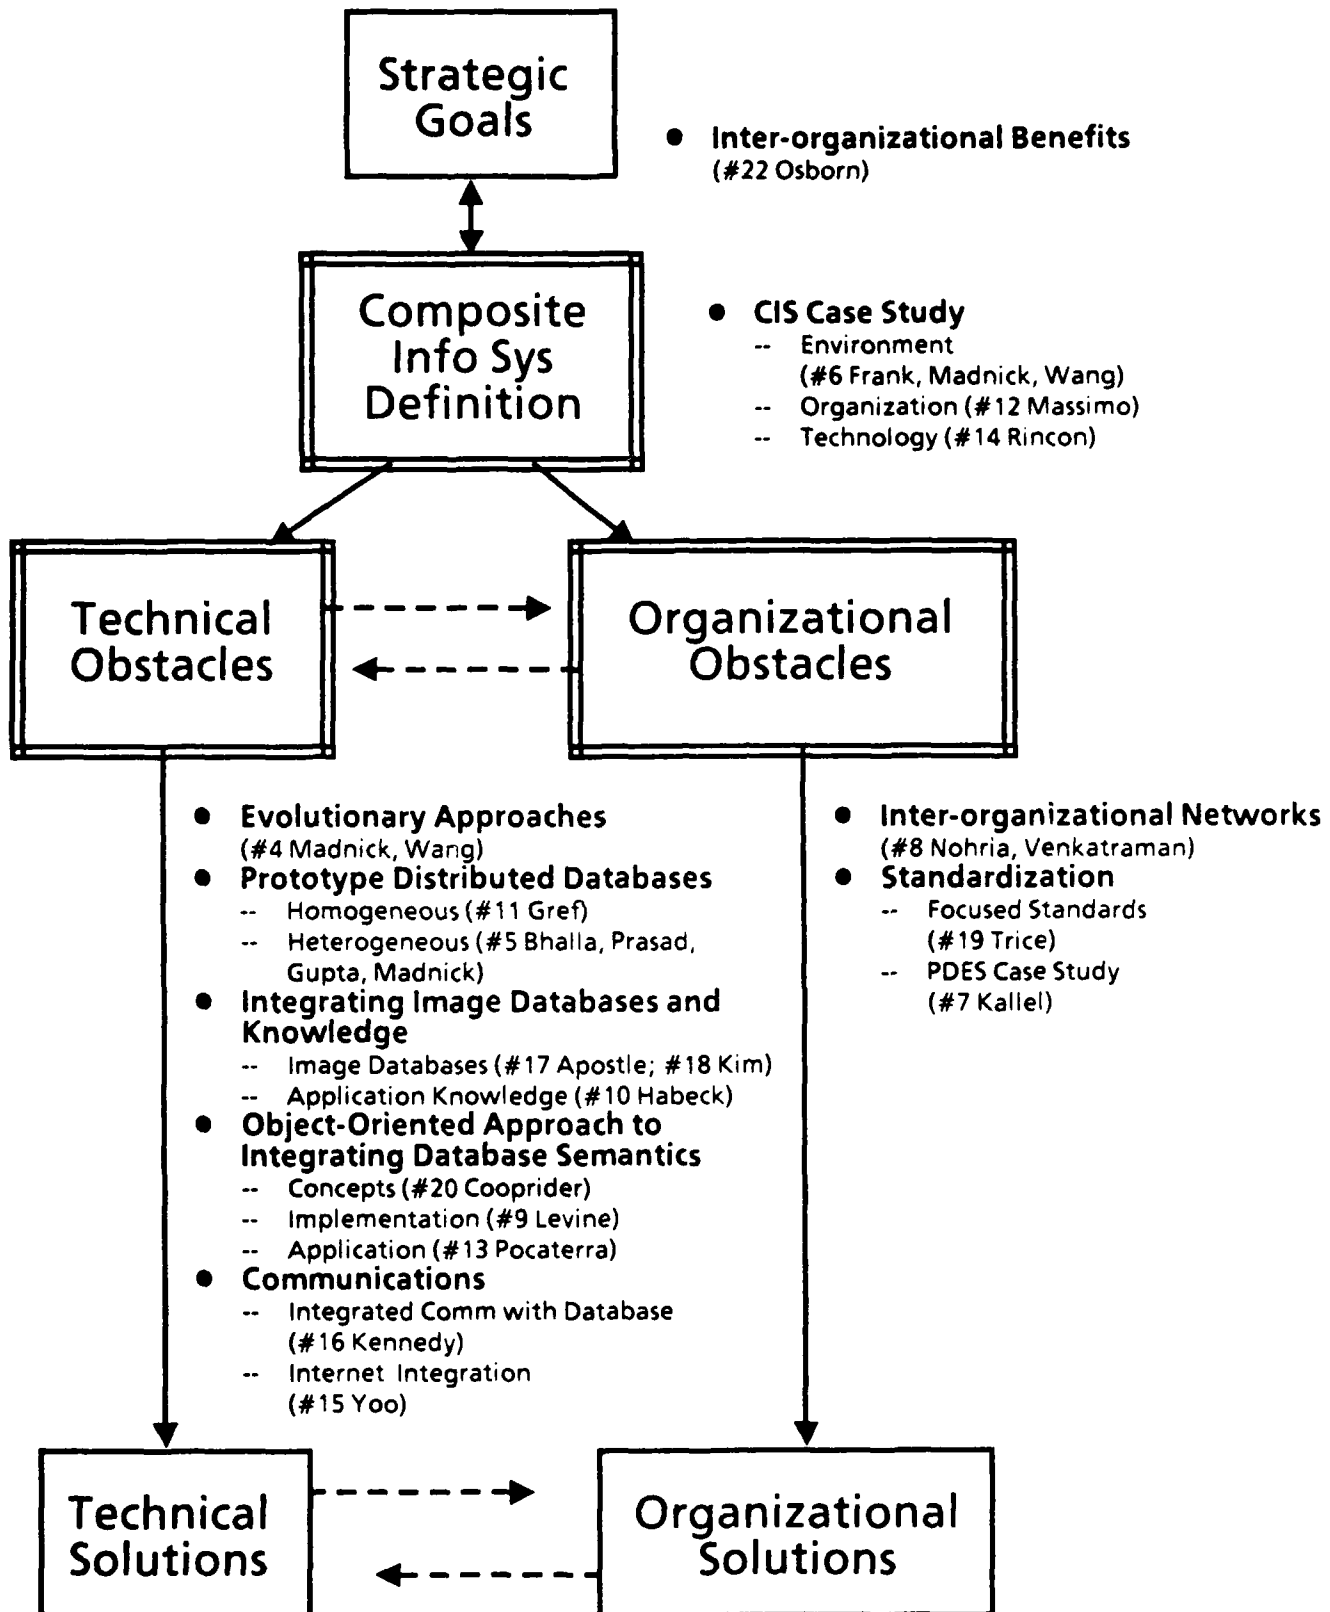 Strategic
Goals
● Inter-organizational Benefits
(#22 Osborn)
Composite
Info Sys
Definition
● CIS Case Study
-- Environment
(#6 Frank, Madnick, Wang)
-- Organization (#12 Massimo)
-- Technology (#14 Rincon)
Technical
Obstacles
Organizational
Obstacles
● Evolutionary Approaches
(#4 Madnick, Wang)
● Prototype Distributed Databases
-- Homogeneous (#11 Gref)
-- Heterogeneous (#5 Bhalla, Prasad,
Gupta, Madnick)
● Integrating Image Databases and
Knowledge
-- Image Databases (#17 Apostle; #18 Kim)
-- Application Knowledge (#10 Habeck)
● Object-Oriented Approach to
Integrating Database Semantics
-- Concepts (#20 Cooprider)
-- Implementation (#9 Levine)
-- Application (#13 Pocaterra)
● Communications
-- Integrated Comm with Database
(#16 Kennedy)
-- Internet Integration
(#15 Yoo)
● Inter-organizational Networks
(#8 Nohria, Venkatraman)
● Standardization
-- Focused Standards
(#19 Trice)
-- PDES Case Study
(#7 Kallel)
Technical
Solutions
Organizational
Solutions